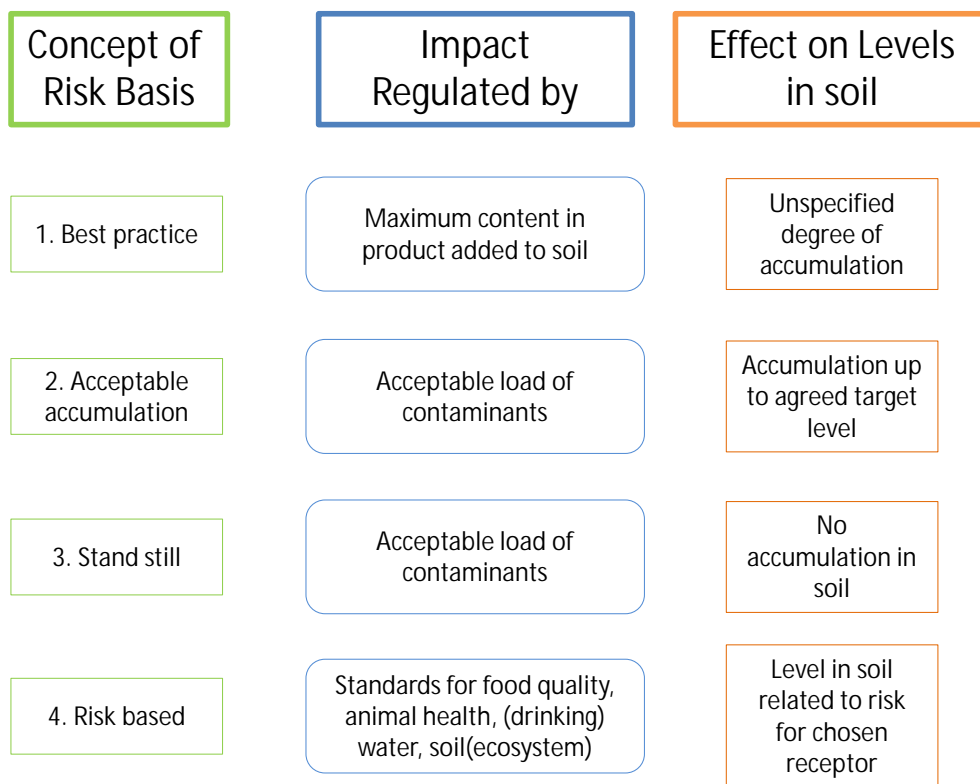 Concept of
Risk Basis
Impact
Regulated by
Effect on Levels
in soil
1. Best practice
Maximum content in
product added to soil
Unspecified
degree of
accumulation
2. Acceptable
accumulation
Acceptable load of
contaminants
Accumulation up
to agreed target
level
3. Stand still
Acceptable load of
contaminants
No
accumulation in
soil
4. Risk based
Standards for food quality,
animal health, (drinking)
water, soil(ecosystem)
Level in soil
related to risk
for chosen
receptor